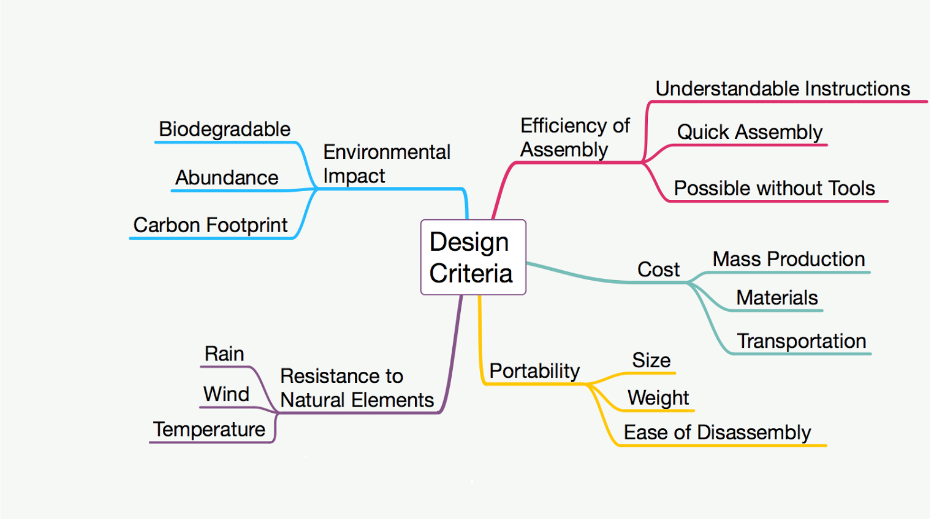 Design
Criteria
Efficiency of
Assembly
Understandable Instructions
Quick Assembly
Possible without Tools
Cost
Mass Production
Materials
Transportation
Portability
Size
Weight
Ease of Disassembly
Resistance to
Natural Elements
Rain
Wind
Temperature
Environmental
Impact
Biodegradable
Abundance
Carbon Footprint